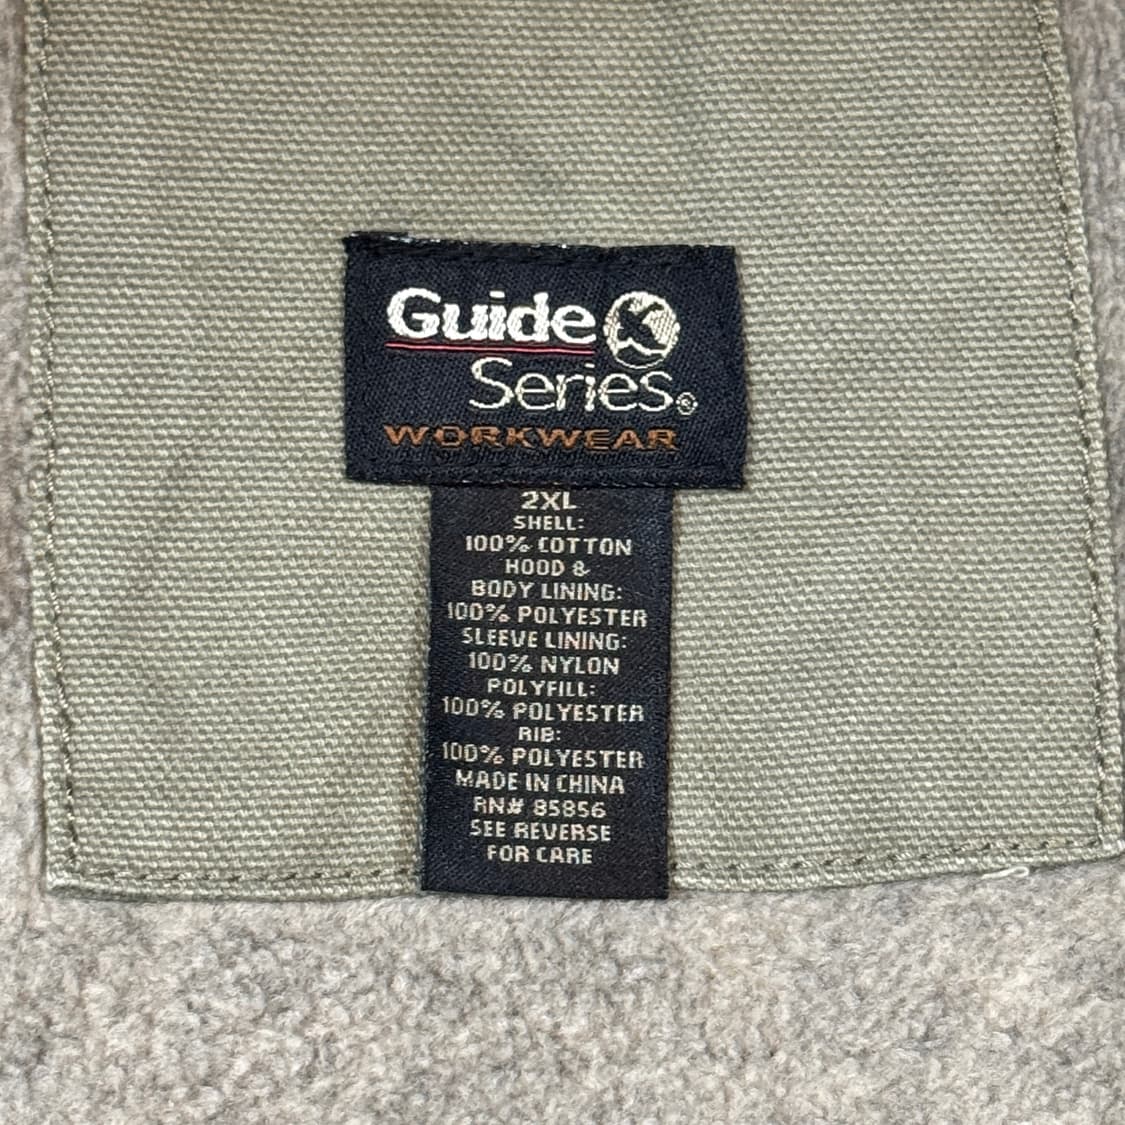 Guide
Series®
WORKWEAR
2XL
SHELL:
100% COTTON
HOOD &
BODY LINING:
100% POLYESTER
SLEEVE LINING:
100% NYLON
POLYFILL:
100% POLYESTER
RIB:
100% POLYESTER
MADE IN CHINA
RN# 85856
SEE REVERSE
FOR CARE